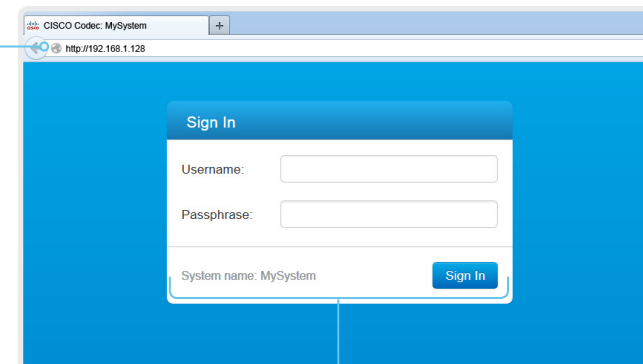 CISCO Codec: MySystem
+
http://192.168.1.128
Sign In
Username:
Passphrase:
System name: MySystem
Sign In